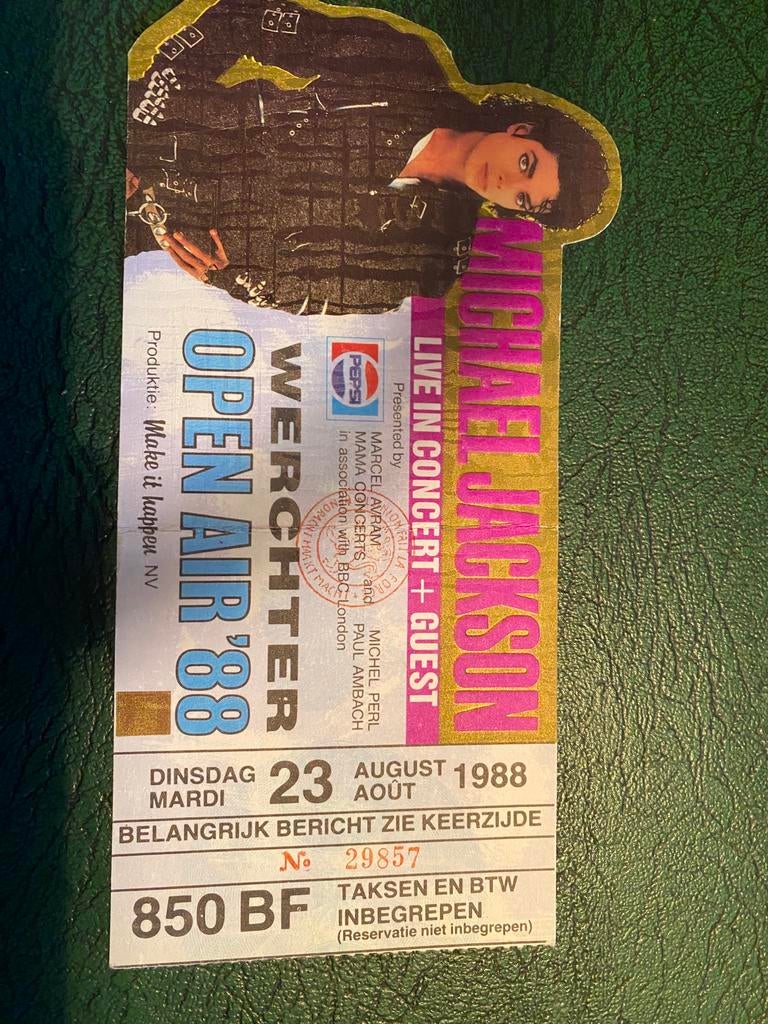 MICHAEL JACKSON
LIVE IN CONCERT + GUEST
Presented by
PEPSI
MARCEL AVRAM MICHEL PERL
MAMA CONCERTS and PAUL AMBACH
in association with BBC-London
WERCHTER
OPEN AIR '88
Produktie: Make it happen NV
DINSDAG 23 AUGUST 1988
MARDI AOÛT
BELANGRIJK BERICHT ZIE KEERZIJDE
No 29857
850 BF TAKSEN EN BTW
INBEGREPEN
(Reservatie niet inbegrepen)